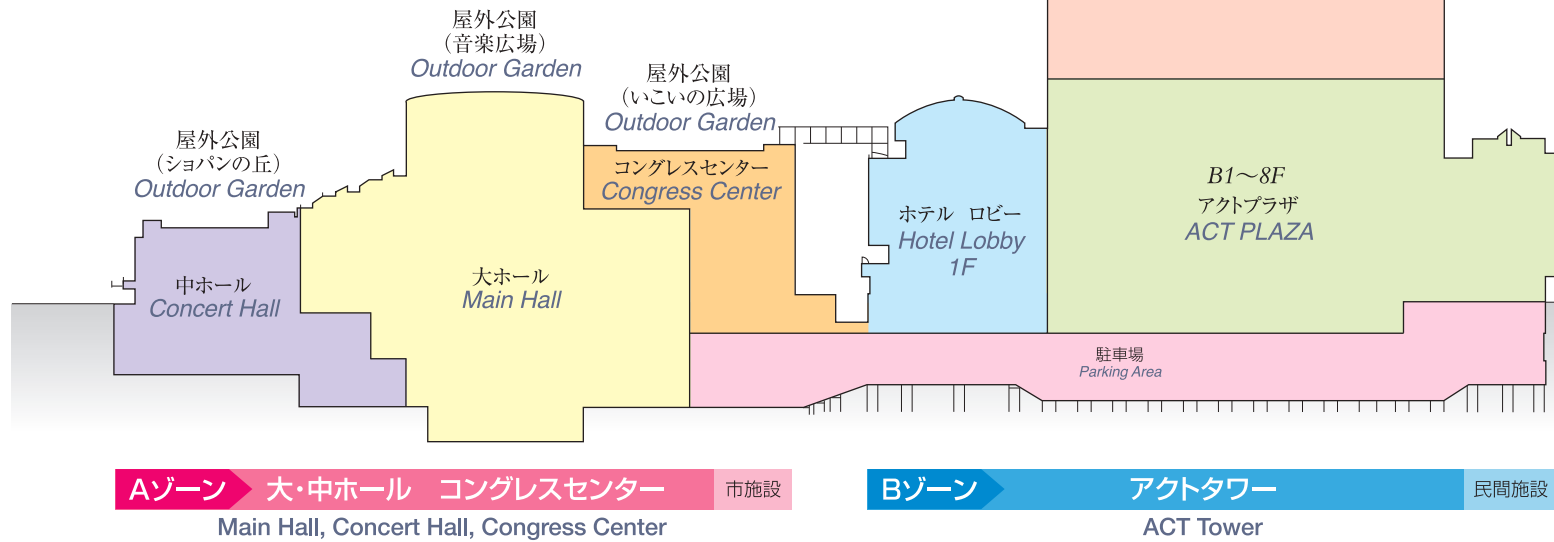 屋外公園
（音楽広場）
Outdoor Garden
屋外公園
（いこいの広場）
Outdoor Garden
屋外公園
（ショパンの丘）
Outdoor Garden
コングレスセンター
Congress Center
B1～8F
アクトプラザ
ACT PLAZA
ホテル ロビー
Hotel Lobby
1F
中ホール
Concert Hall
大ホール
Main Hall
駐車場
Parking Area
Aゾーン 大・中ホール コングレスセンター 市施設
Main Hall, Concert Hall, Congress Center
Bゾーン アクトタワー 民間施設
ACT Tower